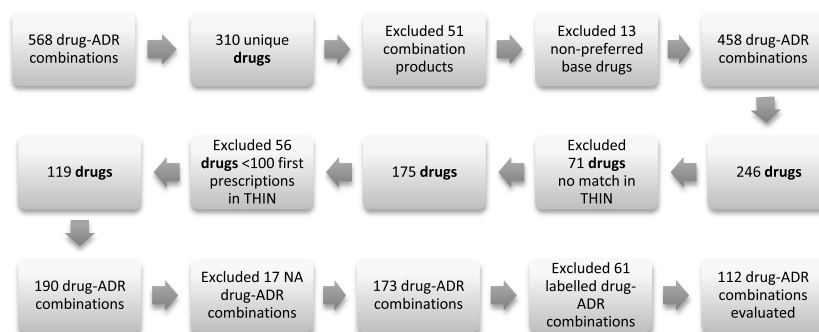 568 drug-ADR
combinations
310 unique
drugs
Excluded 51
combination
products
Excluded 13
non-preferred
base drugs
458 drug-ADR
combinations
119 drugs
Excluded 56
drugs <100 first
prescriptions
in THIN
175 drugs
Excluded
71 drugs
no match in
THIN
246 drugs
190 drug-ADR
combinations
Excluded 17 NA
drug-ADR
combinations
173 drug-ADR
combinations
Excluded 61
labelled drug-
ADR
combinations
112 drug-ADR
combinations
evaluated